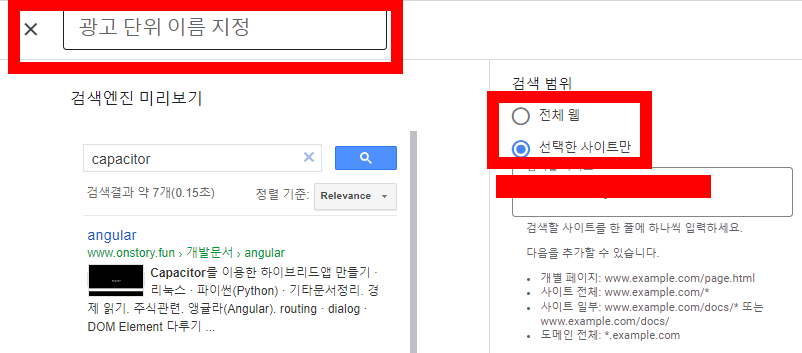 광고 단위 이름 지정
검색엔진 미리보기
capacitor
검색결과 약 7개(0.15초)
정렬 기준:
Relevance
angular
www.onstory.fun › 개발문서 › angular
Capacitor를 이용한 하이브리드앱 만들기 ·
리눅스 · 파이썬(Python) · 기타문서정리. 경
제 읽기. 주식관련. 앵귤러(Angular). routing · dialog ·
DOM Element 다루기 ...
검색 범위
전체 웹
선택한 사이트만
검색할 사이트를 한 줄에 하나씩 입력하세요.
다음을 추가할 수 있습니다.
• 개별 페이지: www.example.com/page.html
• 사이트 전체: www.example.com/*
• 사이트 일부: www.example.com/docs/* 또는
www.example.com/docs/
• 도메인 전체: *.example.com